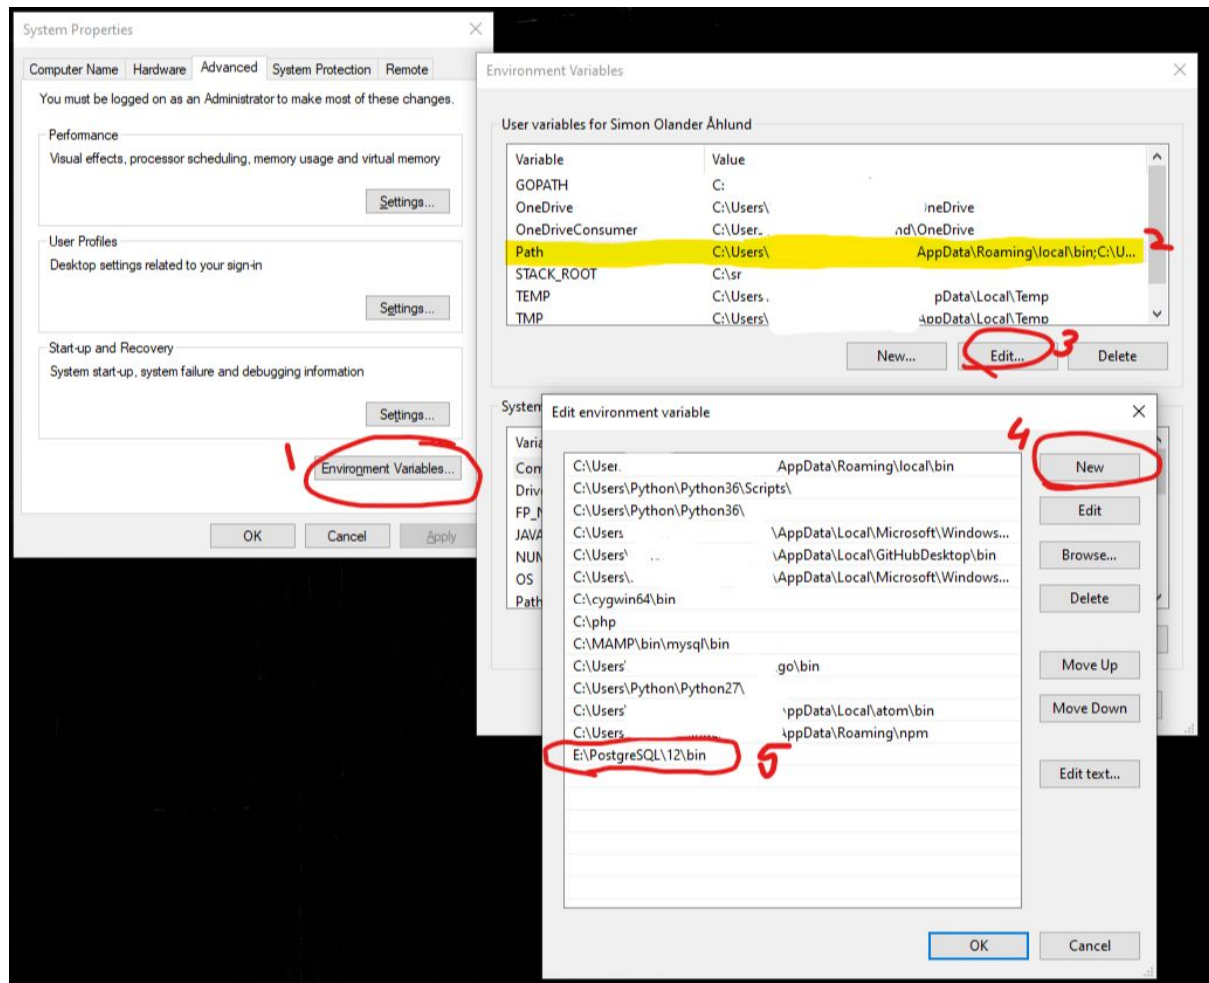 System Properties
Computer Name Hardware Advanced System Protection Remote
You must be logged on as an Administrator to make most of these changes.
Performance
Visual effects, processor scheduling, memory usage and virtual memory
Settings...
User Profiles
Desktop settings related to your sign-in
Settings...
Start-up and Recovery
System start-up, system failure and debugging information
Settings...
1
Environment Variables...
OK Cancel Apply
Environment Variables
User variables for Simon Olander Åhlund
Variable Value
GOPATH C:
OneDrive C:\Users\ neDrive
OneDriveConsumer C:\User d\OneDrive
Path C:\Users\ AppData\Roaming\local\bin;C:\U... 2
STACK_ROOT C:\sr
TEMP C:\Users pData\Local\Temp
TMP C:\Users\ AppData\Local\Temp
New... Edit... 3 Delete
System
Varia
Com
Driv
FP_N
JAVA
NUM
OS
Path
Edit environment variable
4
C:\User AppData\Roaming\local\bin
C:\Users\Python\Python36\Scripts\
C:\Users\Python\Python36\
C:\Users \AppData\Local\Microsoft\Windows...
C:\Users \AppData\Local\GitHubDesktop\bin
C:\Users\ \AppData\Local\Microsoft\Windows...
C:\cygwin64\bin
C:\php
C:\MAMP\bin\mysql\bin
C:\Users go\bin
C:\Users\Python\Python27\
C:\Users ppData\Local\atom\bin
C:\Users AppData\Roaming\npm
E:\PostgreSQL\12\bin 5
New
Edit
Browse...
Delete
Move Up
Move Down
Edit text...
OK Cancel